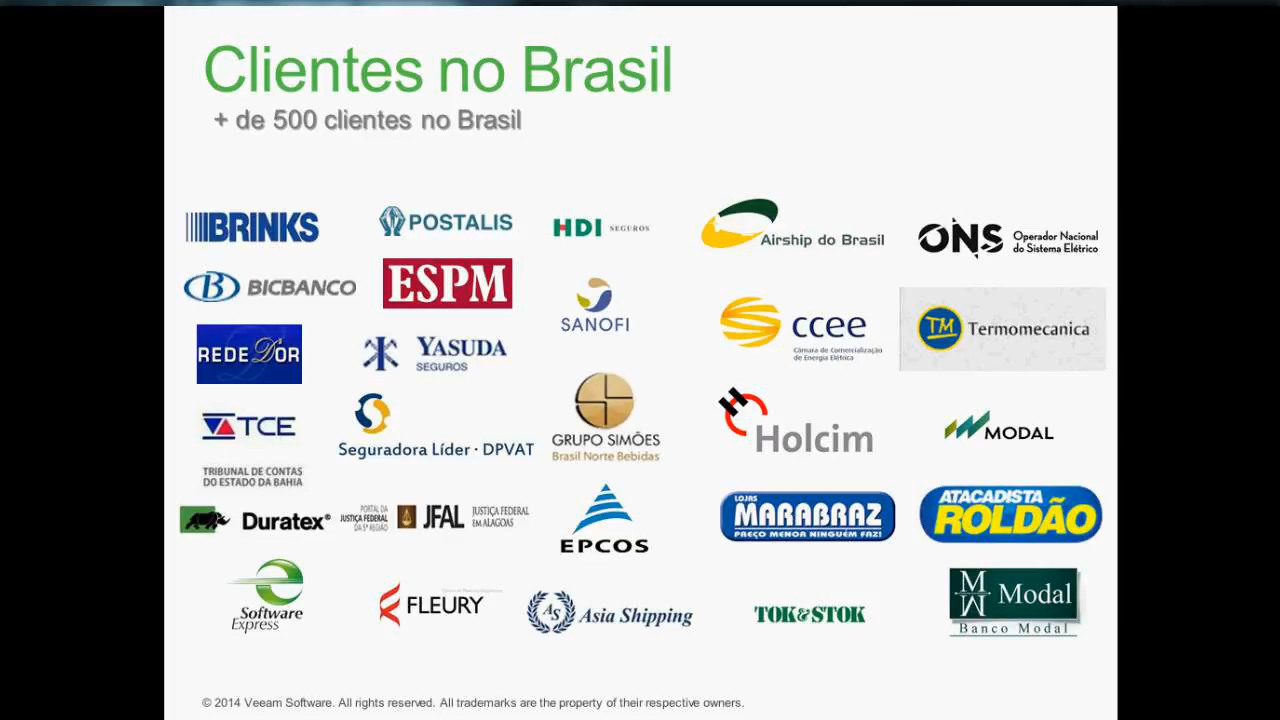 Clientes no Brasil
+ de 500 clientes no Brasil
BRINKS
POSTALIS
HDI SEGUROS
Airship do Brasil
ONS
Operador Nacional
do Sistema Elétrico
BICBANCO
ESPM
SANOFI
ccee
Câmara de Comercialização
de Energia Elétrica
TM Termomecanica
REDE D'OR
YASUDA
SEGUROS
TCE
TRIBUNAL DE CONTAS
DO ESTADO DA BAHIA
Seguradora Líder · DPVAT
GRUPO SIMÕES
Brasil Norte Bebidas
Holcim
MODAL
Duratex®
PORTAL DA
JUSTIÇA FEDERAL
DA 5ª REGIÃO
JFAL
JUSTIÇA FEDERAL
EM ALAGOAS
EPCOS
LOJAS
MARABRAZ
PREÇO MENOR NINGUÉM FAZ!
ATACADISTA
ROLDÃO
Software
Express
FLEURY
AS Asia Shipping
TOK&STOK
M Modal
Banco Modal
© 2014 Veeam Software. All rights reserved. All trademarks are the property of their respective owners.